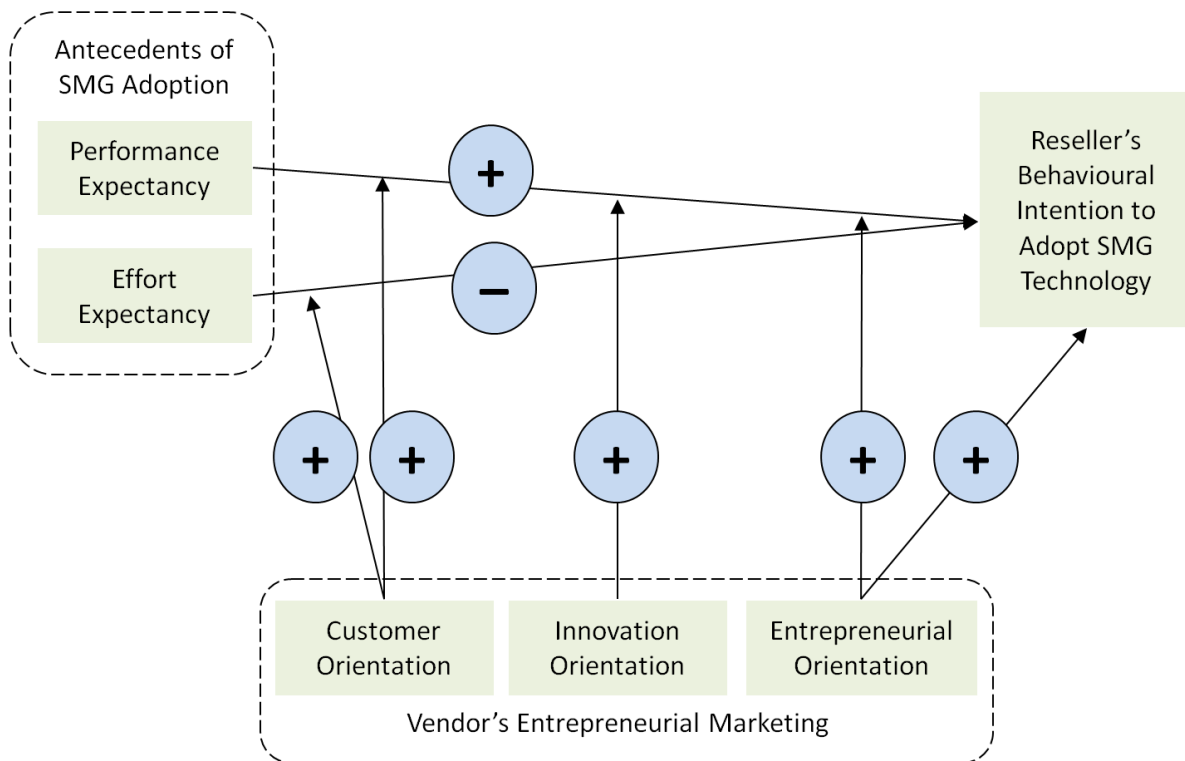 Antecedents of
SMG Adoption
Performance
Expectancy
Effort
Expectancy
+
−
Reseller’s
Behavioural
Intention to
Adopt SMG
Technology
+
+
+
+
+
Customer
Orientation
Innovation
Orientation
Entrepreneurial
Orientation
Vendor’s Entrepreneurial Marketing